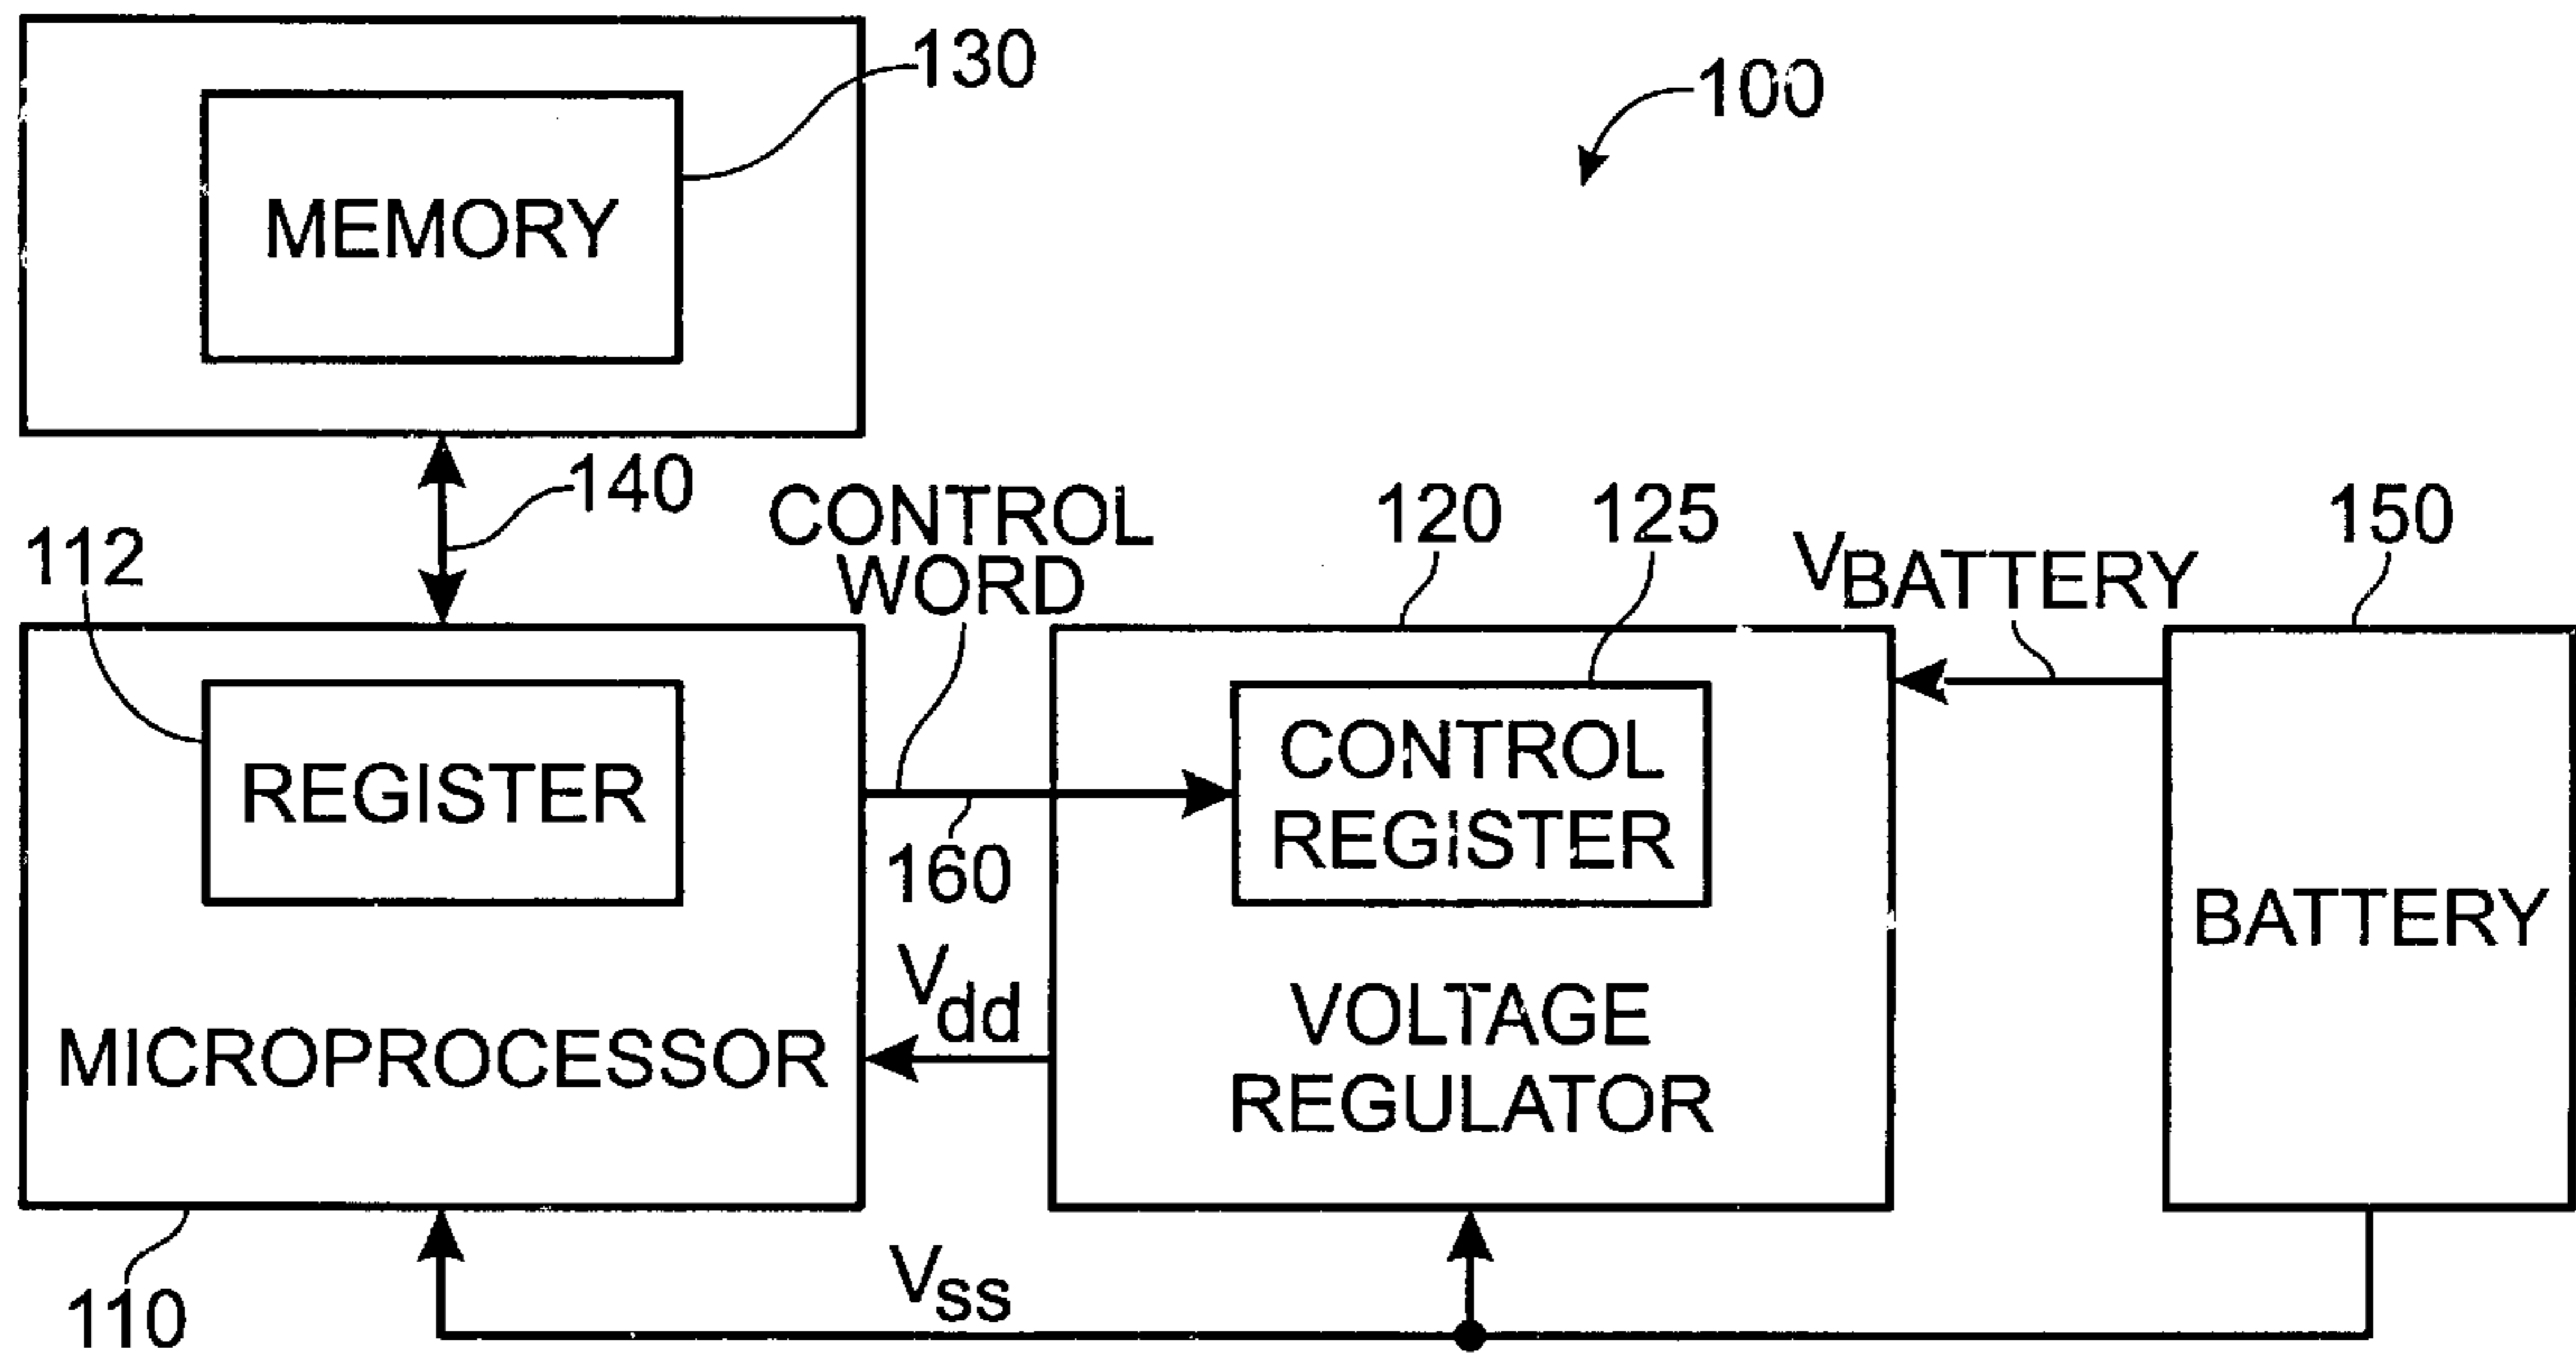 130
100
MEMORY
140
CONTROL
WORD
120
125
150
112
VBATTERY
REGISTER
CONTROL
REGISTER
160
BATTERY
Vdd
MICROPROCESSOR
VOLTAGE
REGULATOR
Vss
110